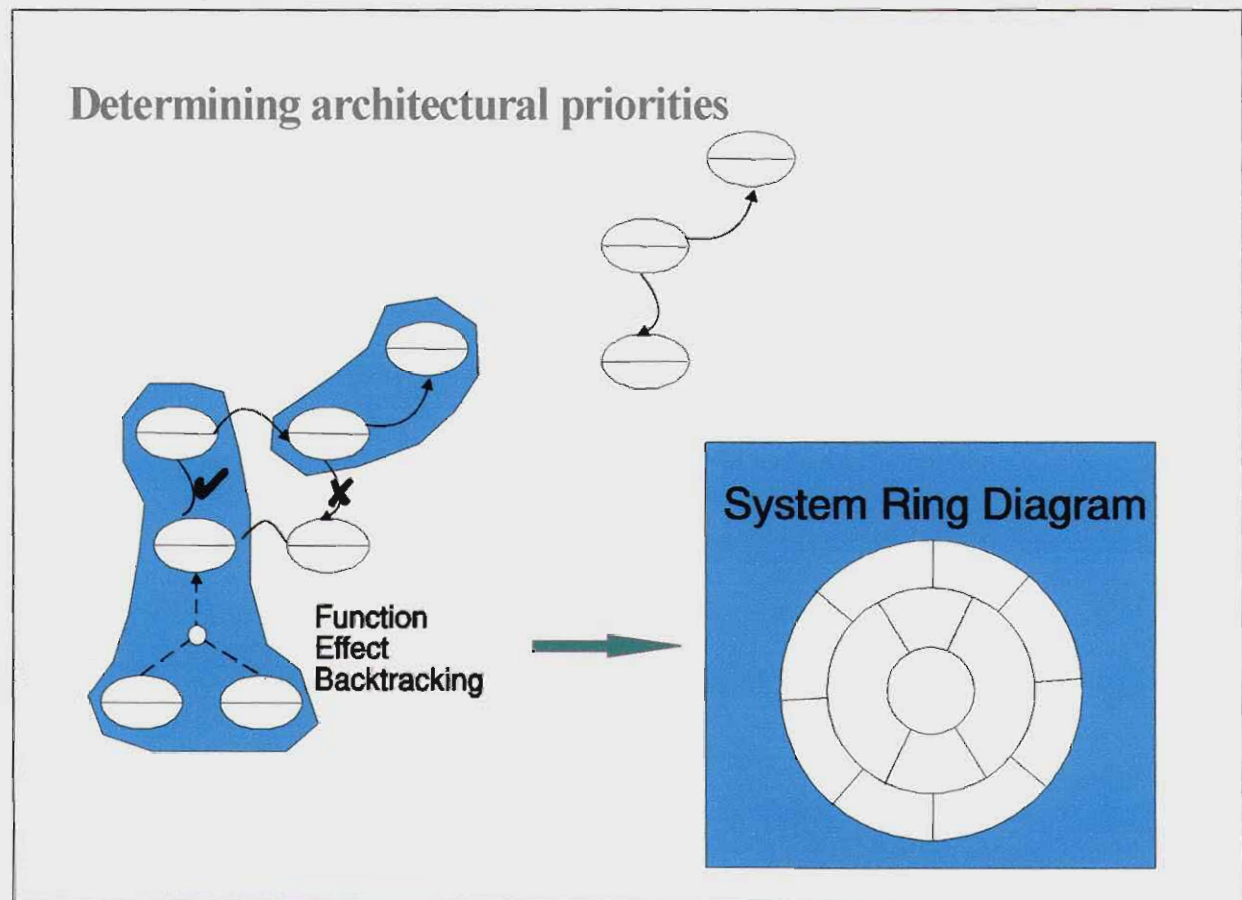 Determining architectural priorities
Function
Effect
Backtracking
System Ring Diagram